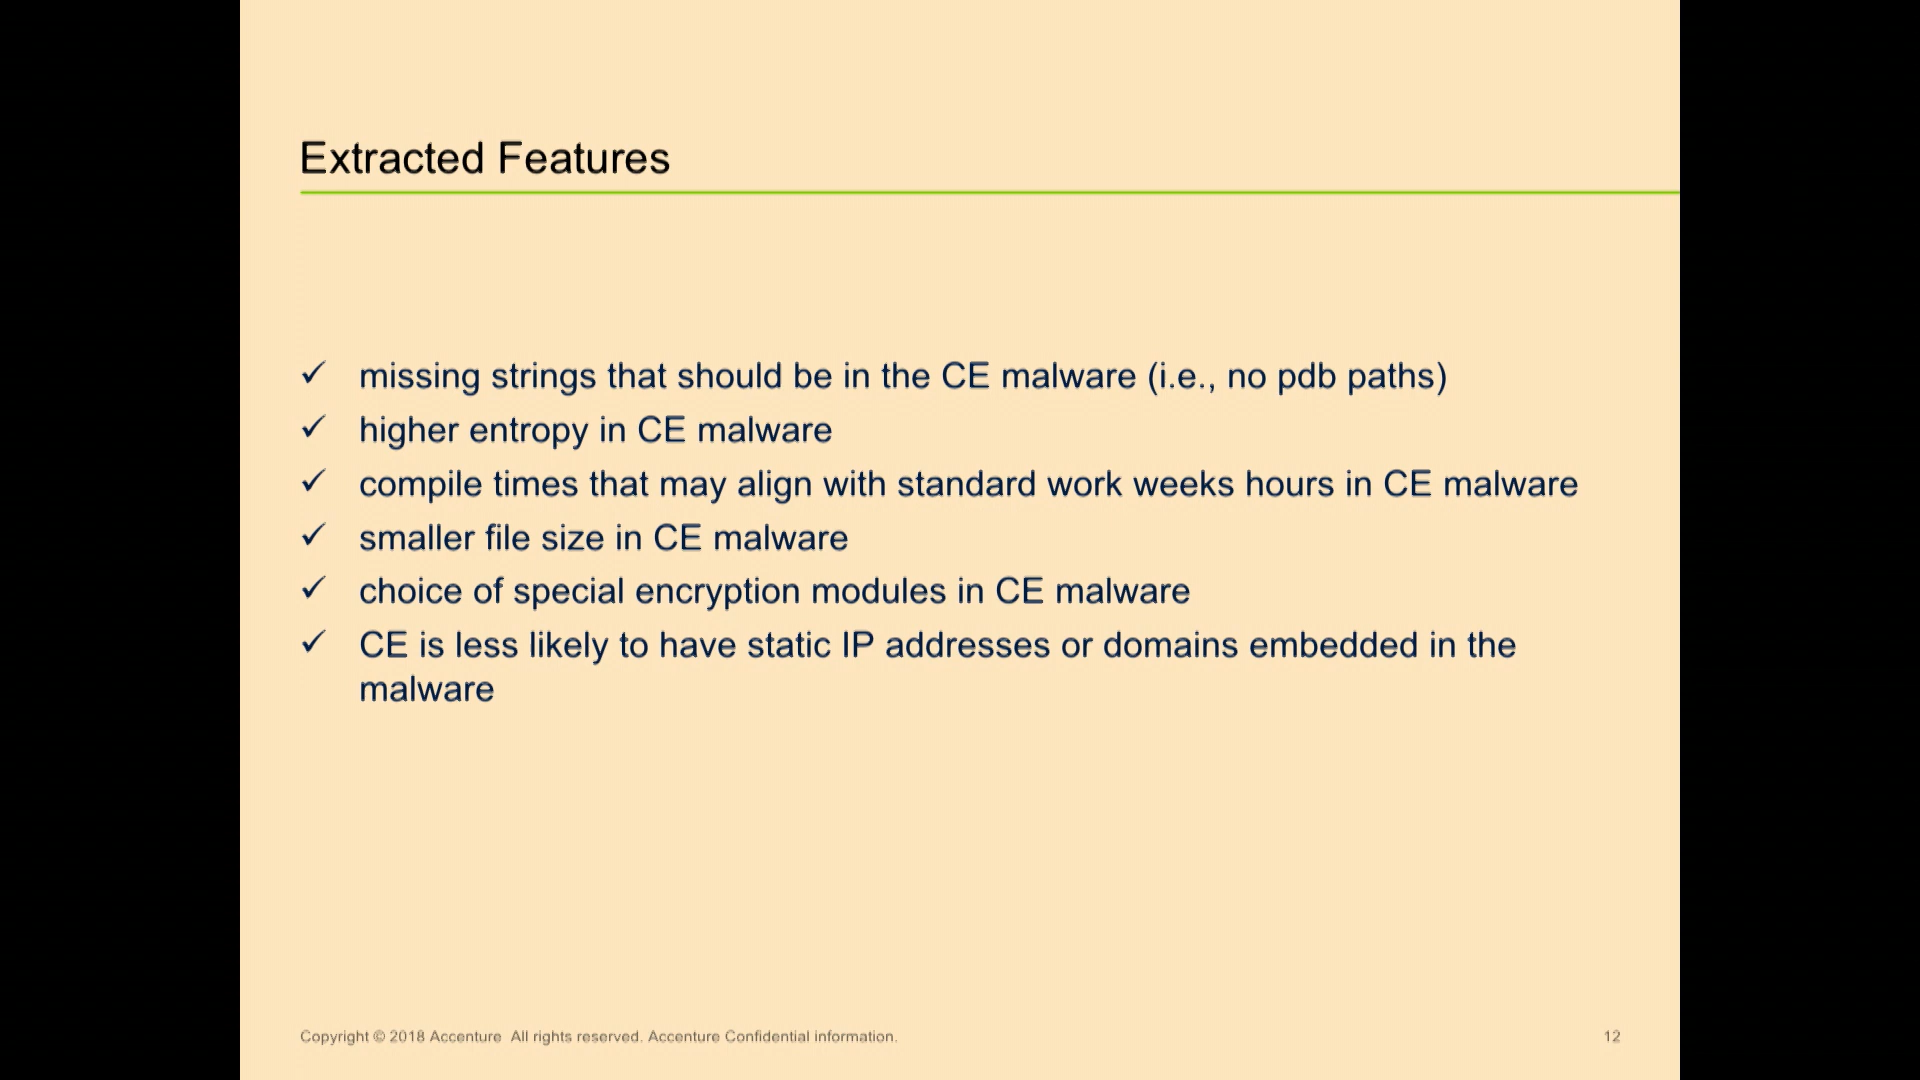 Extracted Features
✓ missing strings that should be in the CE malware (i.e., no pdb paths)
✓ higher entropy in CE malware
✓ compile times that may align with standard work weeks hours in CE malware
✓ smaller file size in CE malware
✓ choice of special encryption modules in CE malware
✓ CE is less likely to have static IP addresses or domains embedded in the
malware
Copyright © 2018 Accenture All rights reserved. Accenture Confidential information.
12